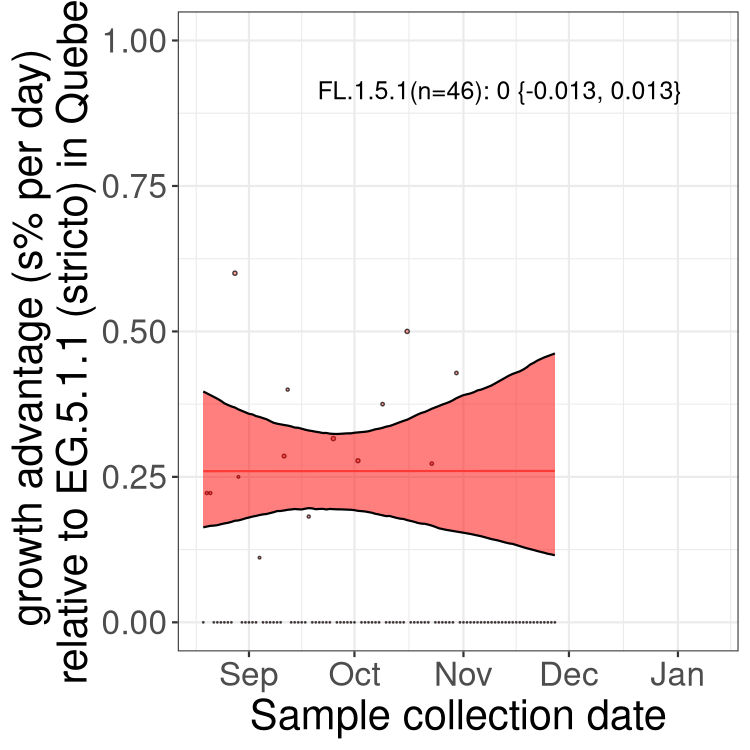 growth advantage (s% per day)
relative to EG.5.1.1 (stricto) in Quebe
1.00
0.75
0.50
0.25
0.00
FL.1.5.1(n=46): 0 {-0.013, 0.013}
Sep Oct Nov Dec Jan
Sample collection date